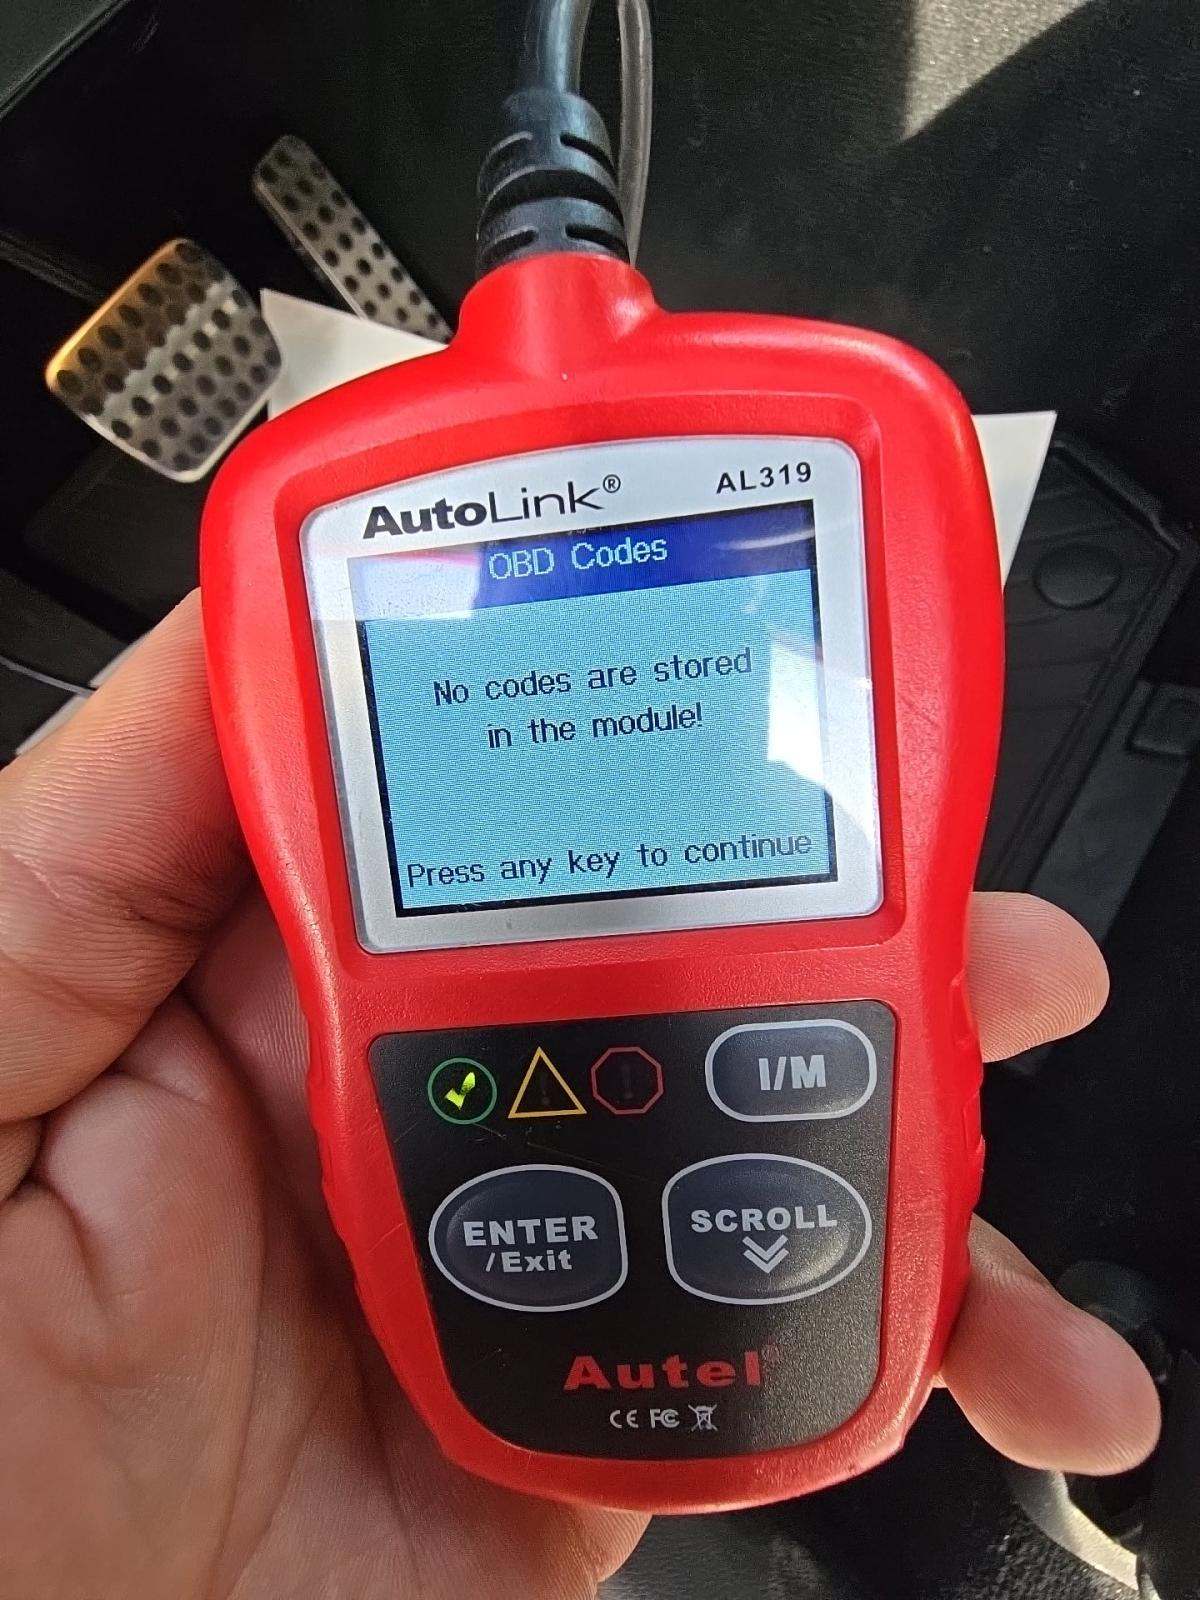 AutoLink® AL319
OBD Codes
No codes are stored
in the module!
Press any key to continue
I/M
ENTER
/Exit
SCROLL
Autel®
CE FC